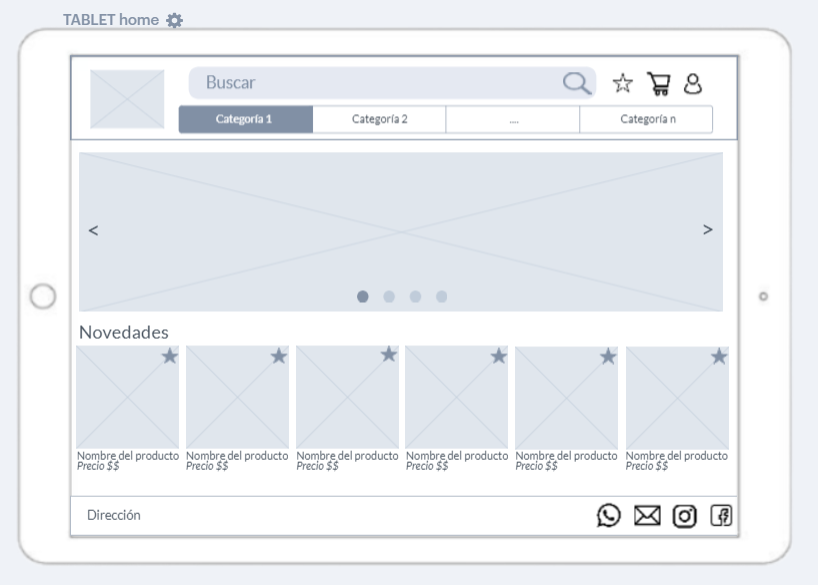 TABLET home
Buscar
Categoría 1 Categoría 2 .... Categoría n
< >
Novedades
Nombre del producto Nombre del producto Nombre del producto Nombre del producto Nombre del producto Nombre del producto
Precio $$ Precio $$ Precio $$ Precio $$ Precio $$ Precio $$
Dirección